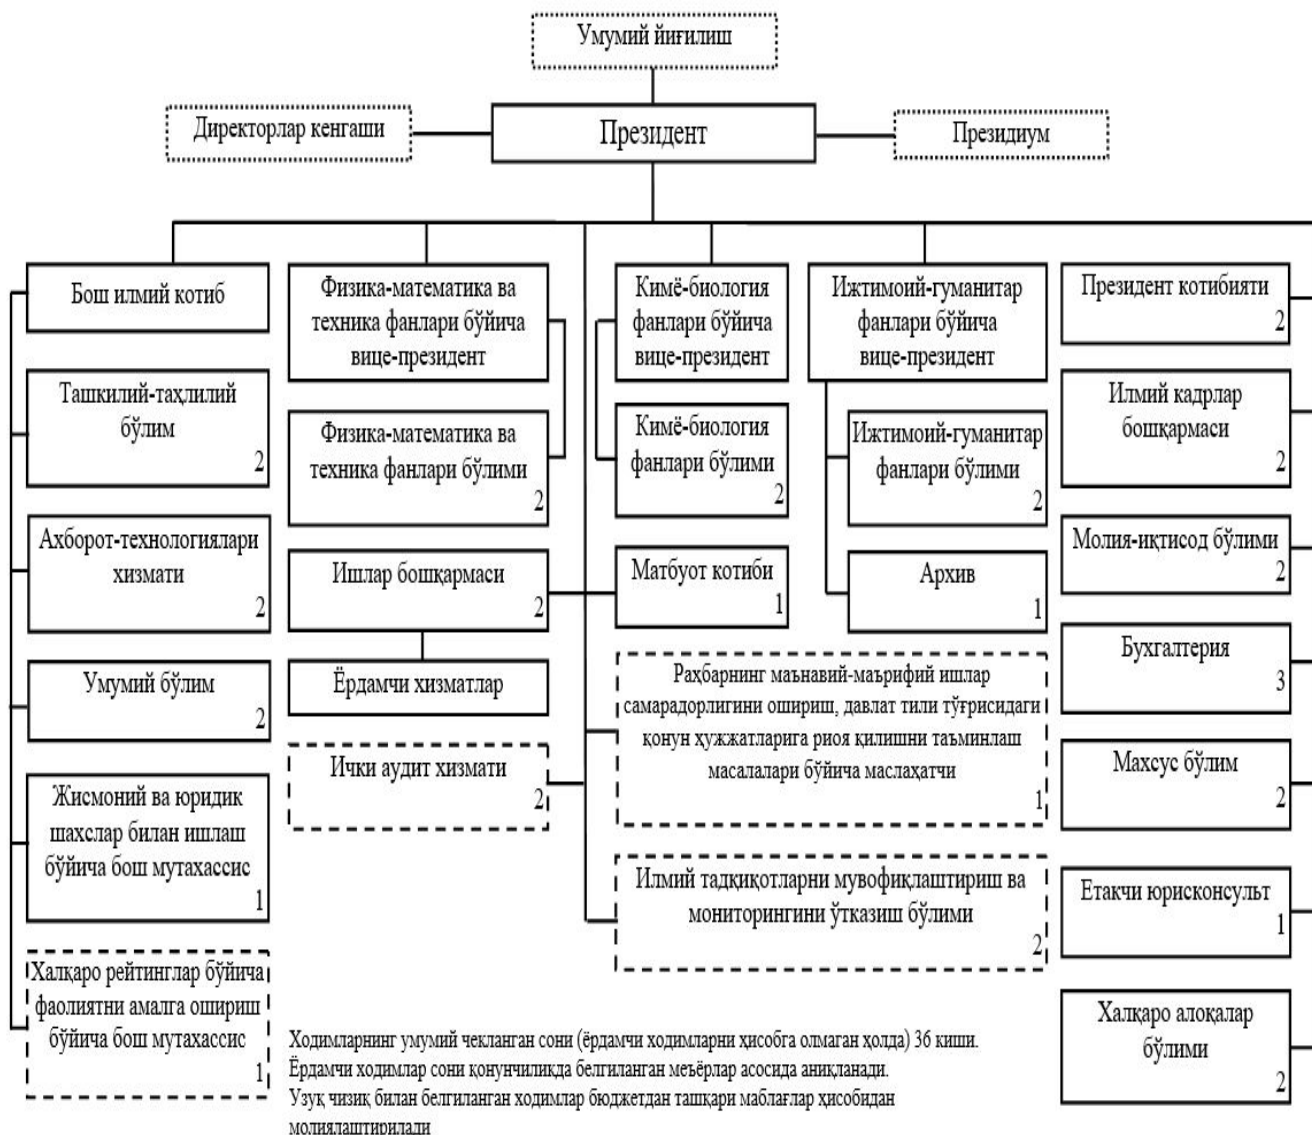 Умумий йиғилиш
Директорлар кенгаши
Президент
Президиум
Бош илмий котиб
Физика-математика ва
техника фанлари бўйича
вице-президент
Кимё-биология
фанлари бўйича
вице-президент
Ижтимоий-гуманитар
фанлари бўйича
вице-президент
Президент котибияти
2
Ташкилий-таҳлилий
бўлим
2
Физика-математика ва
техника фанлари бўлими
2
Кимё-биология
фанлари бўлими
2
Ижтимоий-гуманитар
фанлари бўлими
2
Илмий кадрлар
бошқармаси
2
Ахборот-технологиялари
хизмати
2
Ишлар бошқармаси
2
Матбуот котиби
1
Архив
1
Молия-иқтисод бўлими
2
Умумий бўлим
2
Ёрдамчи хизматлар
Раҳбарнинг маънавий-маърифий ишлар
самарадорлигини ошириш, давлат тили тўғрисидаги
қонун ҳужжатларига риоя қилишни таъминлаш
масалалари бўйича маслаҳатчи
1
Бухгалтерия
3
Жисмоний ва юридик
шахслар билан ишлаш
бўйича бош мутахассис
1
Ички аудит хизмати
2
Махсус бўлим
2
Илмий тадқиқотларни мувофиқлаштириш ва
мониторингини ўтказиш бўлими
2
Етакчи юрисконсульт
1
Халқаро рейтинглар бўйича
фаолиятни амалга ошириш
бўйича бош мутахассис
1
Халқаро алоқалар
бўлими
2
Ходимларнинг умумий чекланган сони (ёрдамчи ходимларни ҳисобга олмаган ҳолда) 36 киши.
Ёрдамчи ходимлар сони қонунчиликда белгиланган меъёрлар асосида аниқланади.
Узуқ чизиқ билан белгиланган ходимлар бюджетдан ташқари маблағлар ҳисобидан
молиялаштирилади